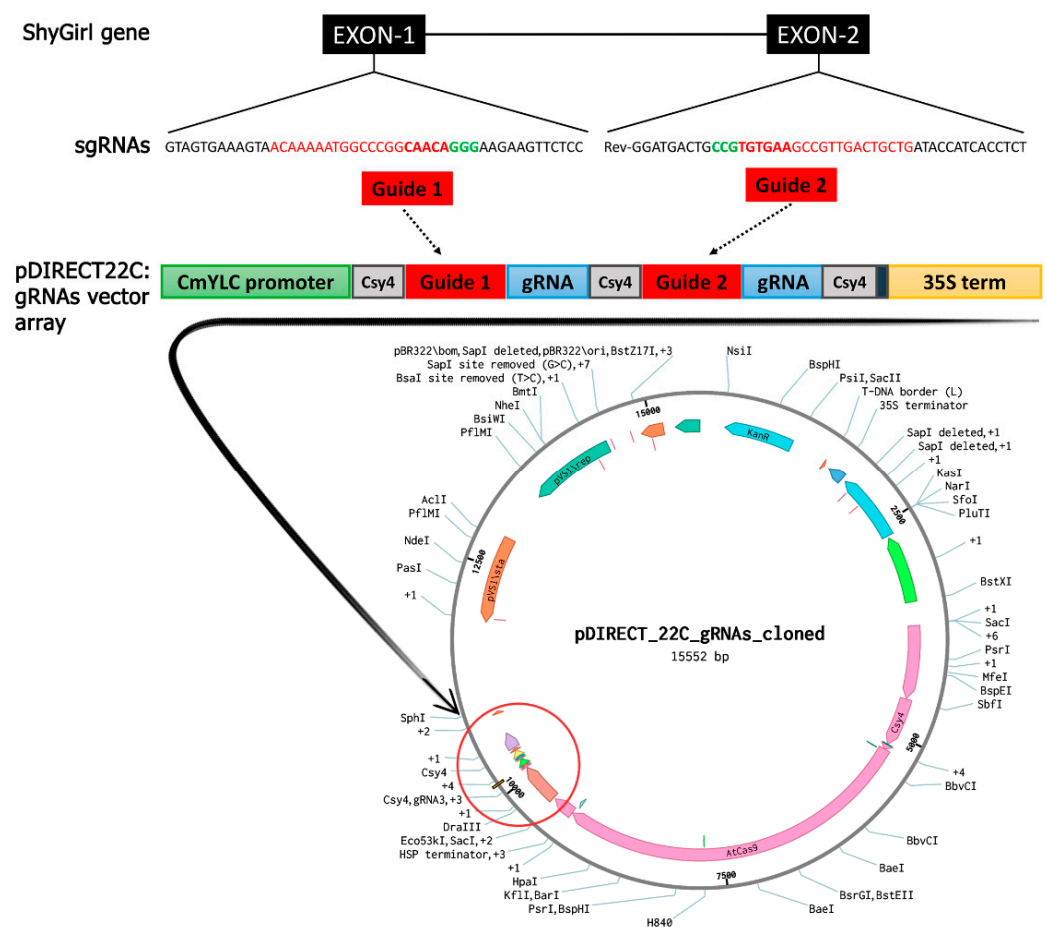 ShyGirl gene
EXON-1
EXON-2
sgRNAs
GTAGTGAAAGTAACAAAAATGGCCCGGCAACAGGGAAGAAGTTCTCC
Rev-GGATGACTGCCGTGTGAAGCCGTTGACTGCTGATACCATCACCTCT
Guide 1
Guide 2
pDIRECT22C:
gRNAs vector
array
CmYLC promoter
Csy4
Guide 1
gRNA
Csy4
Guide 2
gRNA
Csy4
35S term
pBR322\bom,SapI deleted,pBR322\ori,BstZ17I,+3
SapI site removed (G>C),+7
BsaI site removed (T>C),+1
BmtI
NheI
BsiWI
PflMI
AclI
PflMI
NdeI
PasI
+1
SphI
+2
+1
Csy4
+4
Csy4,gRNA3,+3
+1
DraIII
Eco53kI,SacI,+2
HSP terminator,+3
+1
HpaI
KflI,BarI
PsrI,BspHI
H840
NsiI
BspHI
PsiI,SacII
T-DNA border (L)
35S terminator
SapI deleted,+1
SapI deleted,+1
+1
KasI
NarI
SfoI
PluTI
+1
BstXI
+1
SacI
+6
PsrI
+1
MfeI
BspEI
SbfI
+4
BbvCI
BbvCI
BaeI
BsrGI,BstEII
BaeI
15000
2500
5000
7500
10000
12500
KanR
pVS1\rep
pVS1\sta
Csy4
AtCas9
pDIRECT_22C_gRNAs_cloned
15552 bp